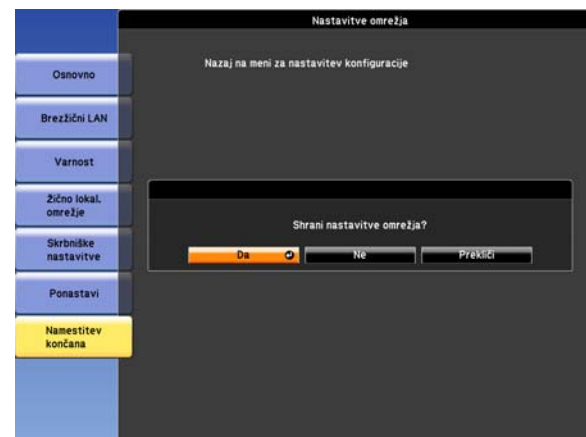 Nastavitve omrežja
Osnovno
Brezžični LAN
Varnost
Žično lokal.
omrežje
Skrbniške
nastavitve
Ponastavi
Namestitev
končana
Nazaj na meni za nastavitev konfiguracije
Shrani nastavitve omrežja?
Da Ne Prekliči